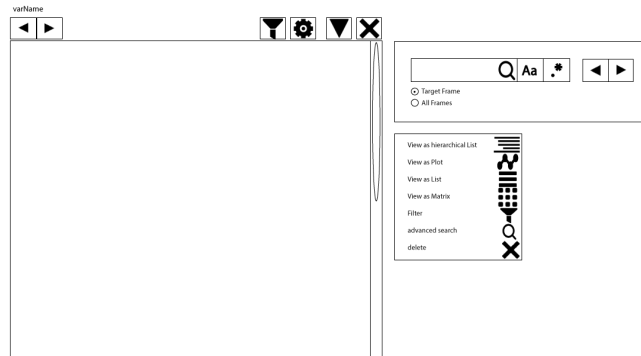 varName
Aa .*
Target Frame
All Frames
View as hierarchical List
View as Plot
View as List
View as Matrix
Filter
advanced search
delete